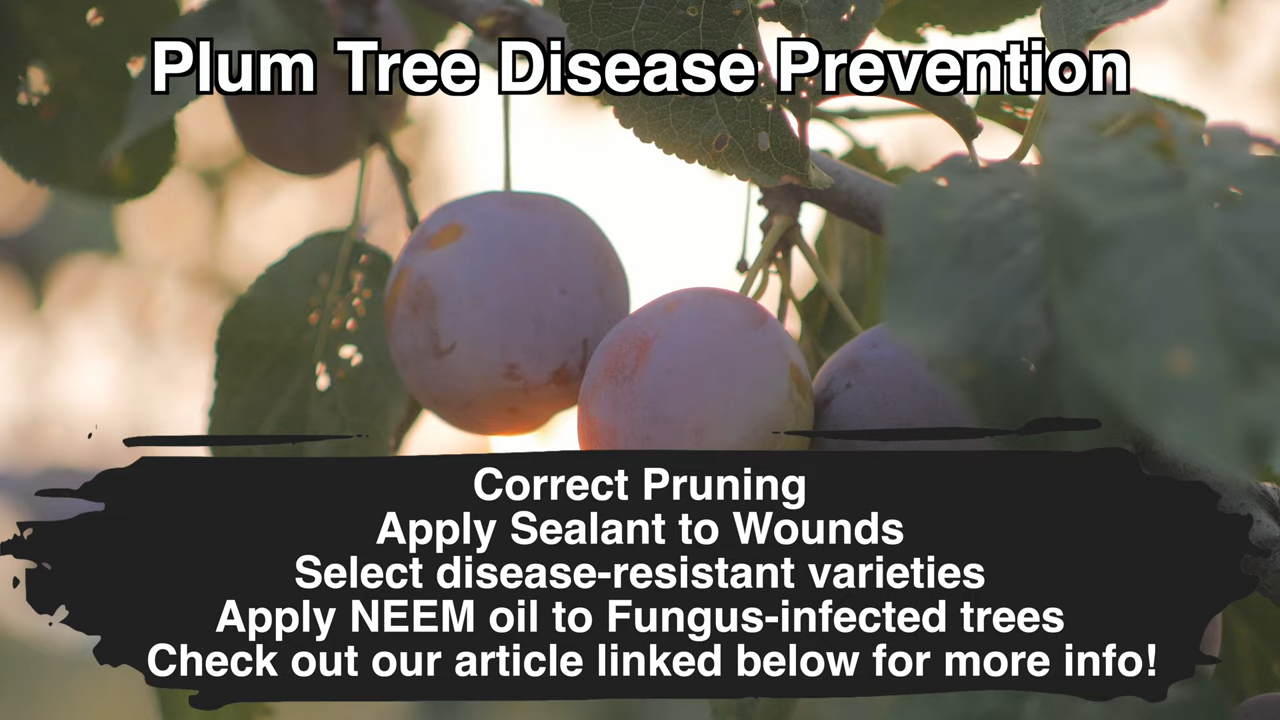 Plum Tree Disease Prevention
Correct Pruning
Apply Sealant to Wounds
Select disease-resistant varieties
Apply NEEM oil to Fungus-infected trees
Check out our article linked below for more info!